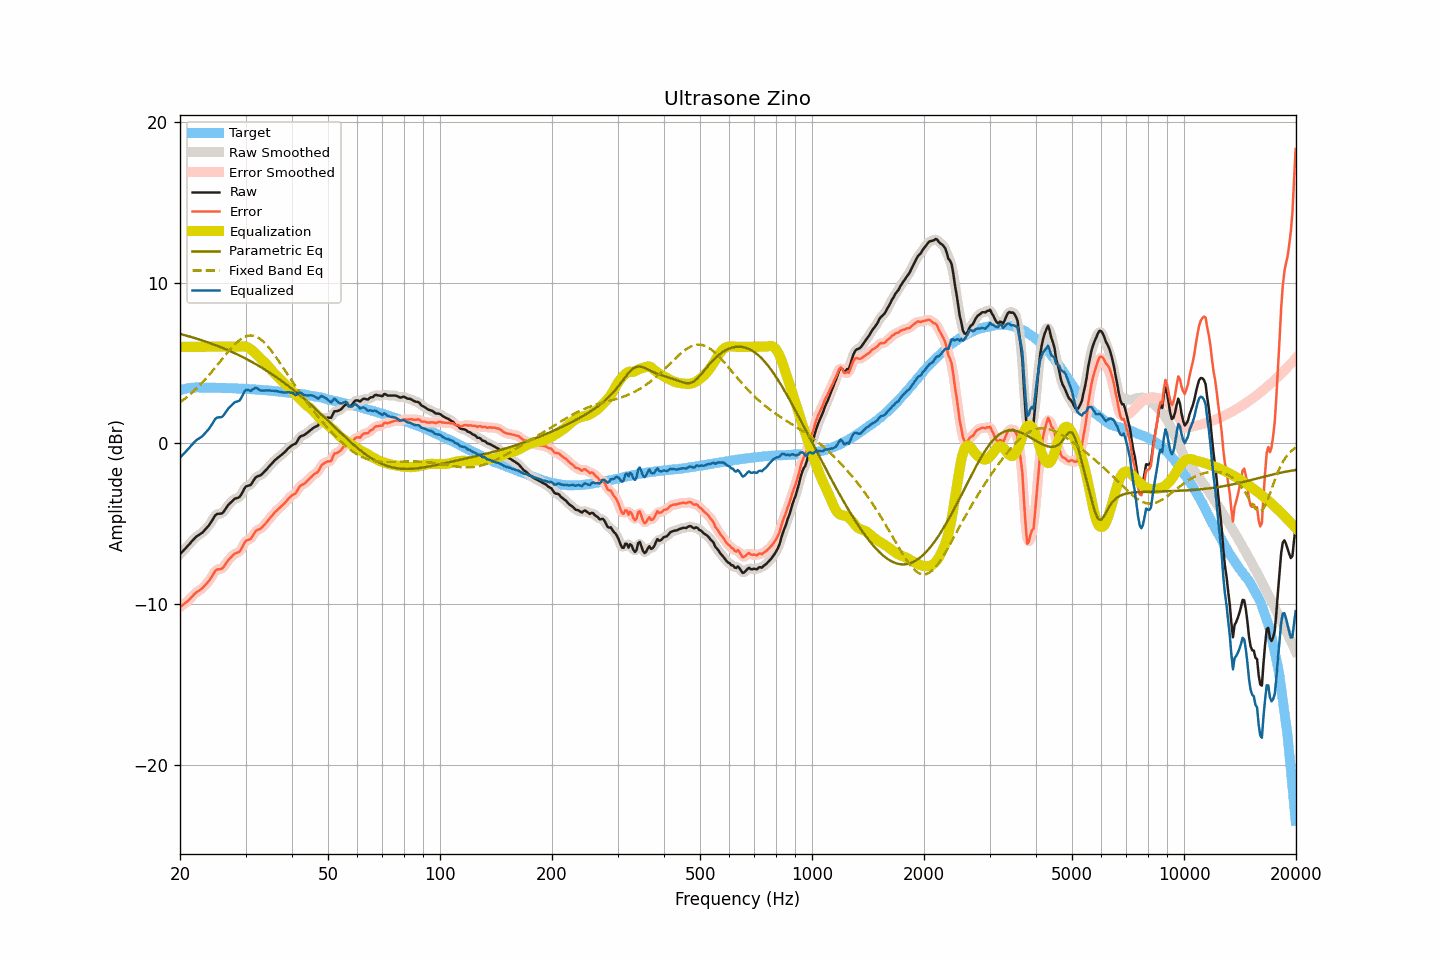 Ultrasone Zino
20
10
0
−10
−20
Amplitude (dBr)
Target
Raw Smoothed
Error Smoothed
Raw
Error
Equalization
Parametric Eq
Fixed Band Eq
Equalized
20 50 100 200 500 1000 2000 5000 10000 20000
Frequency (Hz)